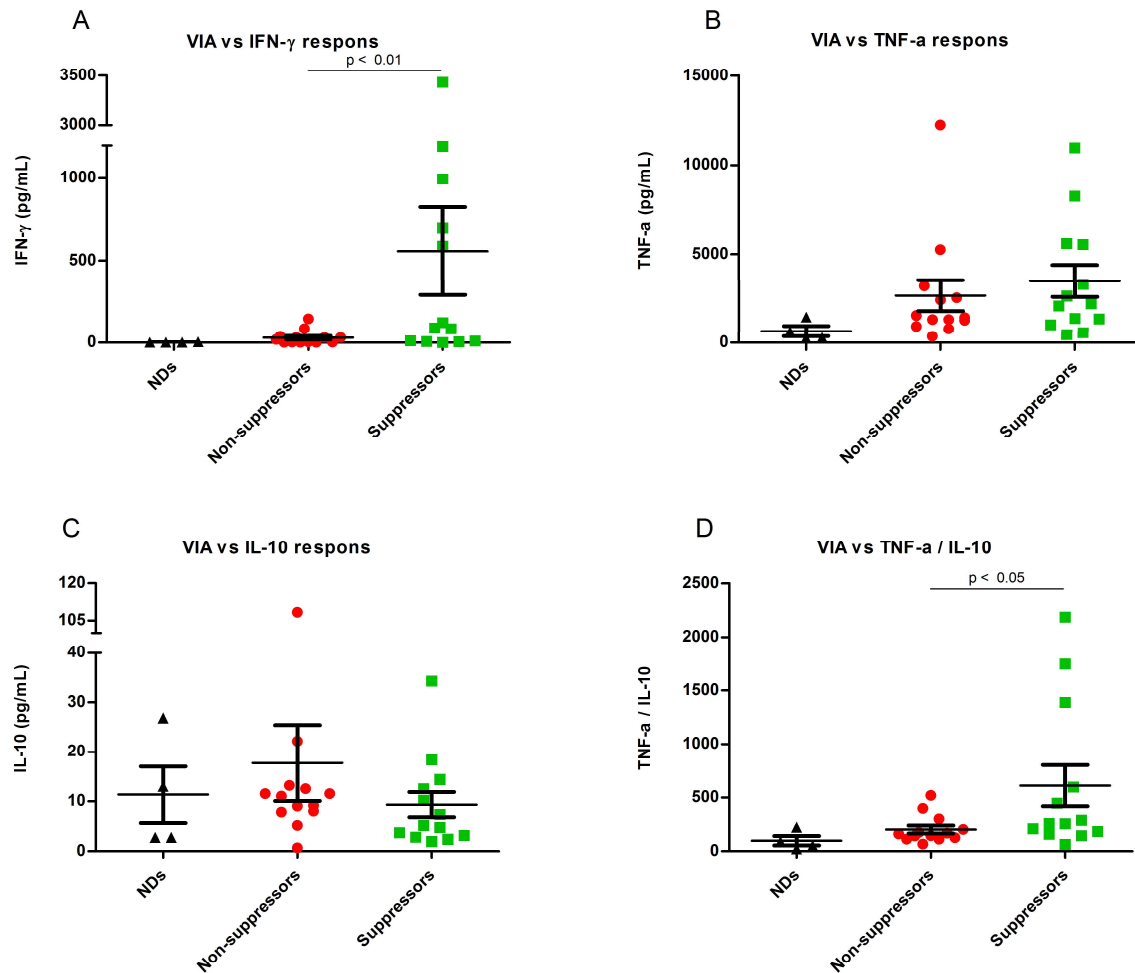 A
VIA vs IFN-γ respons
p < 0.01
3500
3000
1000
500
0
IFN-γ (pg/mL)
NDs
Non-suppressors
Suppressors
B
VIA vs TNF-a respons
15000
10000
5000
0
TNF-a (pg/mL)
NDs
Non-suppressors
Suppressors
C
VIA vs IL-10 respons
120
105
40
30
20
10
0
IL-10 (pg/mL)
NDs
Non-suppressors
Suppressors
D
VIA vs TNF-a / IL-10
p < 0.05
2500
2000
1500
1000
500
0
TNF-a / IL-10
NDs
Non-suppressors
Suppressors